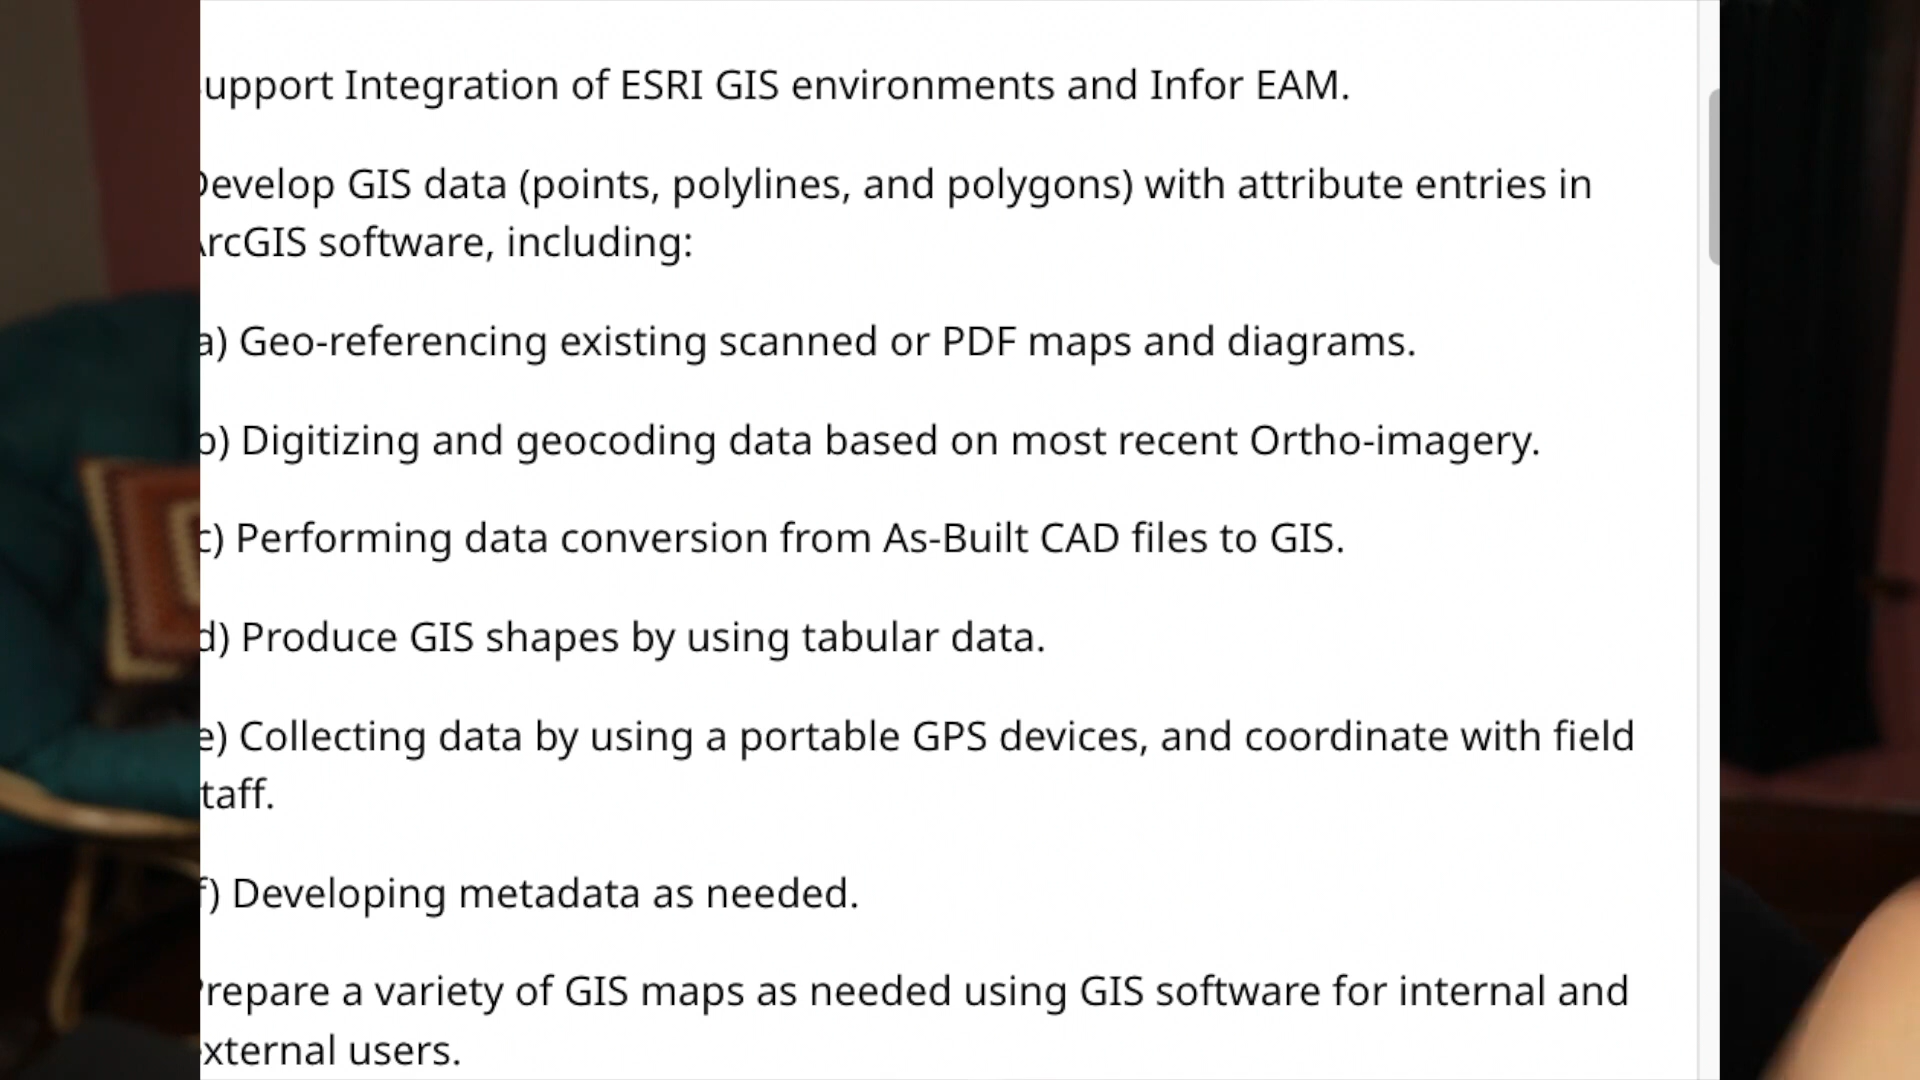 upport Integration of ESRI GIS environments and Infor EAM.
Develop GIS data (points, polylines, and polygons) with attribute entries in
ArcGIS software, including:
a) Geo-referencing existing scanned or PDF maps and diagrams.
b) Digitizing and geocoding data based on most recent Ortho-imagery.
c) Performing data conversion from As-Built CAD files to GIS.
d) Produce GIS shapes by using tabular data.
e) Collecting data by using a portable GPS devices, and coordinate with field
taff.
f) Developing metadata as needed.
Prepare a variety of GIS maps as needed using GIS software for internal and
xternal users.